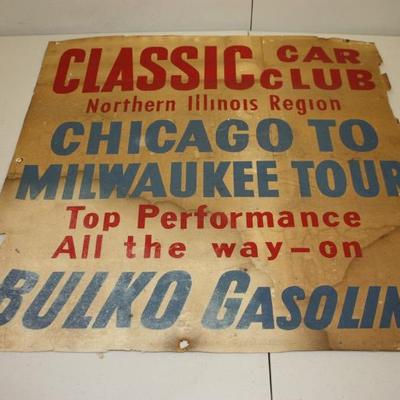 CLASSIC CAR CLUB
Northern Illinois Region
CHICAGO TO
MILWAUKEE TOUR
Top Performance
All the way—on
BULKO GASOLIN